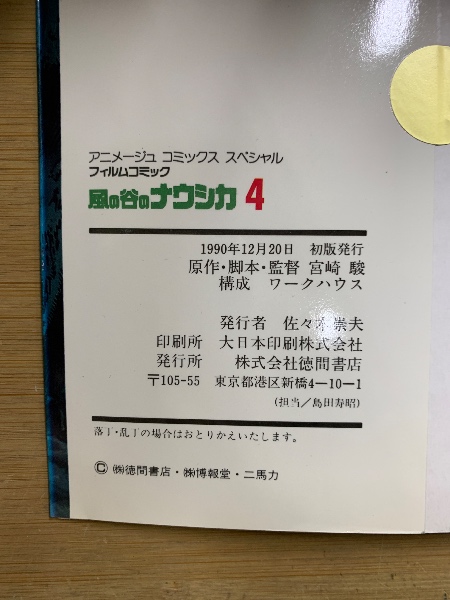 アニメージュ コミックス スペシャル
フィルムコミック
風の谷のナウシカ 4
1990年12月20日 初版発行
原作・脚本・監督 宮崎 駿
構成 ワークハウス
発行者 佐々木崇夫
印刷所 大日本印刷株式会社
発行所 株式会社徳間書店
〒105-55 東京都港区新橋4-10-1
(担当/島田寿昭)
落丁・乱丁の場合はおとりかえいたします。
© ㈱徳間書店・㈱博報堂・二馬力